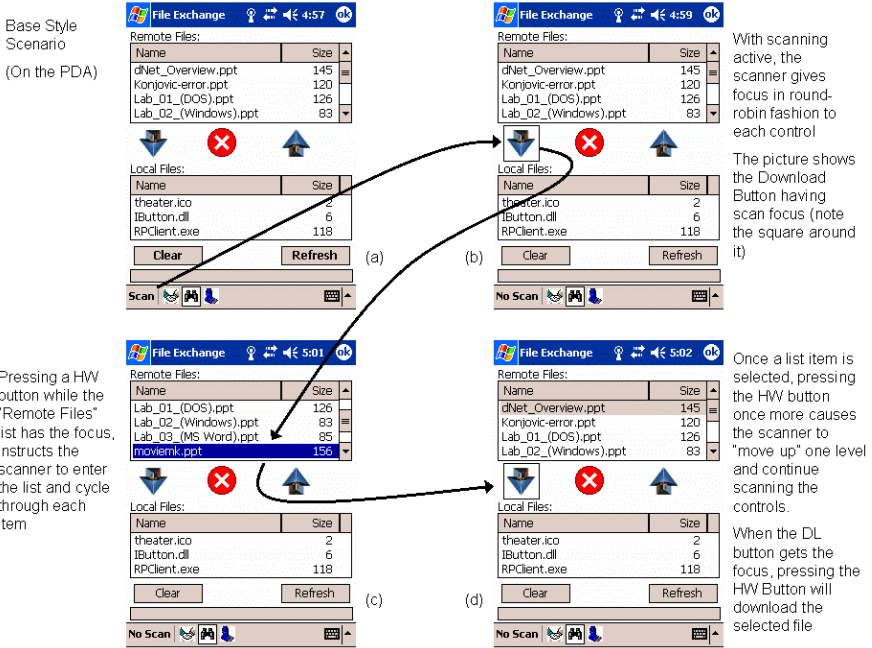 Base Style
Scenario
(On the PDA)
File Exchange 4:57 ok
Remote Files:
Name Size
dNet_Overview.ppt 145
Konjovic-error.ppt 120
Lab_01_(DOS).ppt 126
Lab_02_(Windows).ppt 83
Local Files:
Name Size
theater.ico 2
IButton.dll 6
RPClient.exe 118
Clear Refresh
Scan
(a)
File Exchange 4:59 ok
Remote Files:
Name Size
dNet_Overview.ppt 145
Konjovic-error.ppt 120
Lab_01_(DOS).ppt 126
Lab_02_(Windows).ppt 83
Local Files:
Name Size
theater.ico 2
IButton.dll 6
RPClient.exe 118
Clear Refresh
No Scan
(b)
With scanning
active, the
scanner gives
focus in round-
robin fashion to
each control
The picture shows
the Download
Button having
scan focus (note
the square around
it)
Pressing a HW
button while the
"Remote Files"
list has the focus,
instructs the
scanner to enter
the list and cycle
through each
item
File Exchange 5:01 ok
Remote Files:
Name Size
Lab_01_(DOS).ppt 126
Lab_02_(Windows).ppt 83
Lab_03_(MS Word).ppt 85
moviemk.ppt 156
Local Files:
Name Size
theater.ico 2
IButton.dll 6
RPClient.exe 118
Clear Refresh
No Scan
(c)
File Exchange 5:02 ok
Remote Files:
Name Size
dNet_Overview.ppt 145
Konjovic-error.ppt 120
Lab_01_(DOS).ppt 126
Lab_02_(Windows).ppt 83
Local Files:
Name Size
theater.ico 2
IButton.dll 6
RPClient.exe 118
Clear Refresh
No Scan
(d)
Once a list item is
selected, pressing
the HW button
once more causes
the scanner to
"move up" one level
and continue
scanning the
controls.
When the DL
button gets the
focus, pressing the
HW Button will
download the
selected file